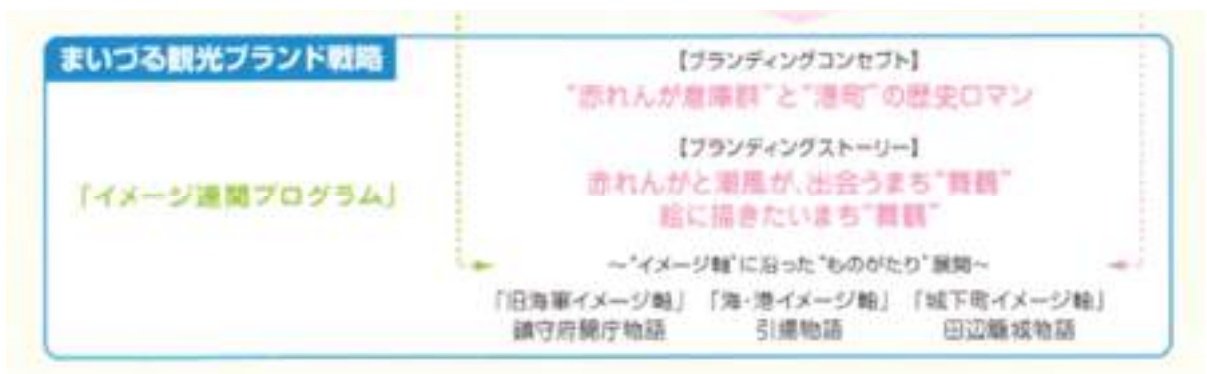 まいづる観光ブランド戦略
【ブランディングコンセプト】
"赤れんが倉庫群"と"港町"の歴史ロマン
【ブランディングストーリー】
「イメージ連関プログラム」
赤れんがと潮風が、出会うまち"舞鶴"
絵に描きたいまち"舞鶴"
～"イメージ軸"に沿った"ものがたり"展開～
「旧海軍イメージ軸」 「海・港イメージ軸」 「城下町イメージ軸」
鎮守府開庁物語 引揚物語 田辺籠城物語